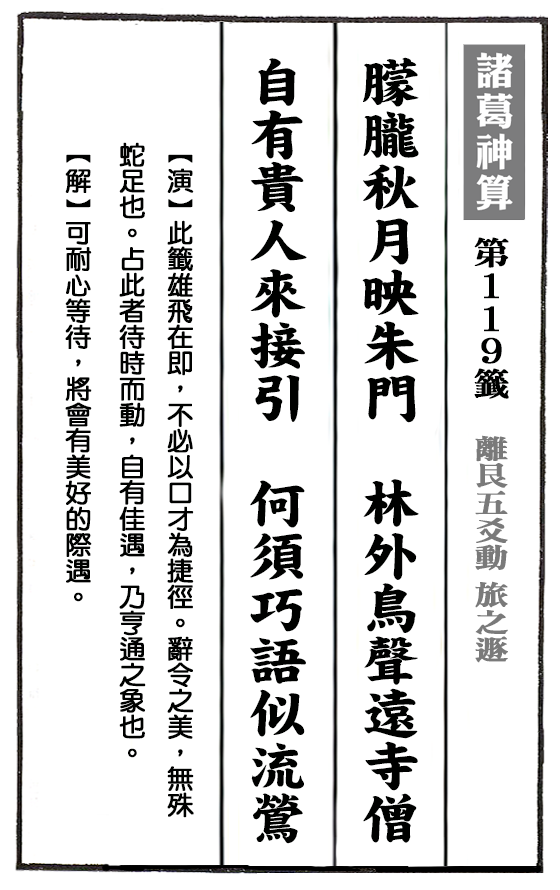 諸葛神算 第119籤 離艮五爻動 旅之遯
朦朧秋月映朱門 林外鳥聲遠寺僧
自有貴人來接引 何須巧語似流鶯
【演】此籤雄飛在即，不必以口才為捷徑。辭令之美，無殊
蛇足也。占此者待時而動，自有佳遇，乃亨通之象也。
【解】可耐心等待，將會有美好的際遇。